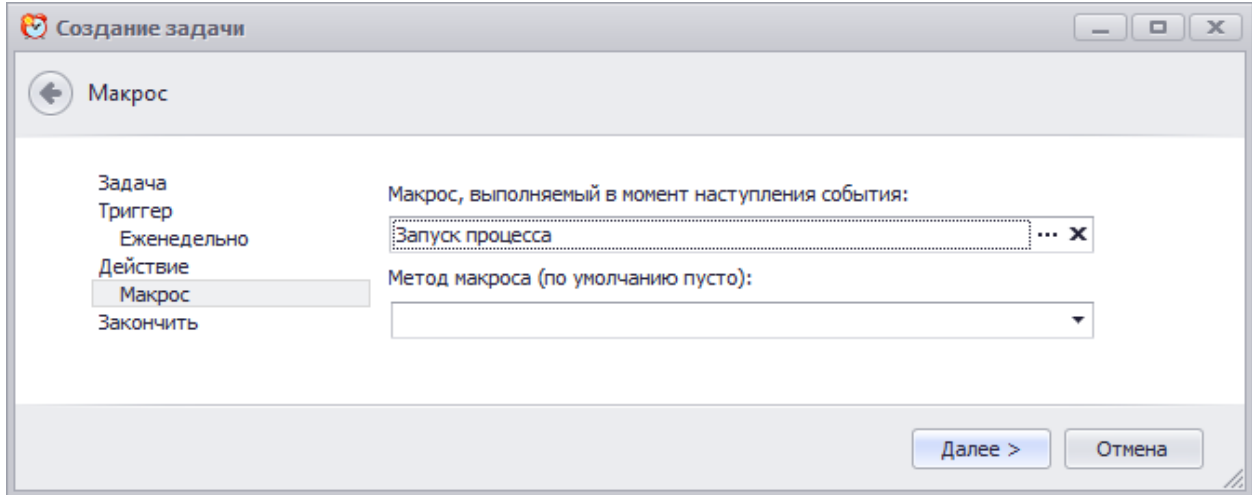 Создание задачи
Макрос
Задача
Триггер
Еженедельно
Действие
Макрос
Закончить
Макрос, выполняемый в момент наступления события:
Запуск процесса
Метод макроса (по умолчанию пусто):
Далее >
Отмена